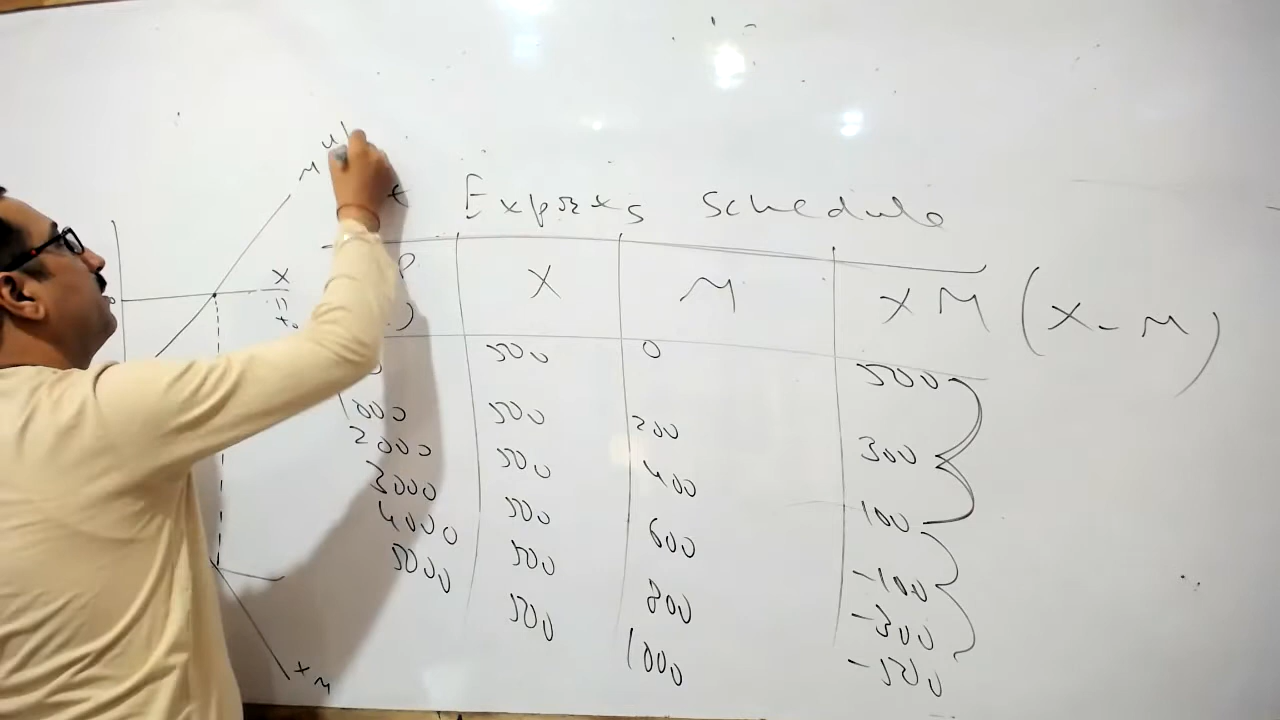 Exports Schedule
X M XM (X - M)
500 0 500
1000 500 200 300
2000 500 400 100
3000 500 600 -100
4000 500 800 -300
5000 500 1000 -500
M
X
XM